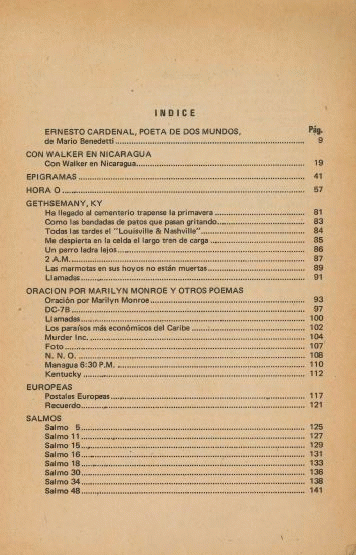 INDICE
Pág.
ERNESTO CARDENAL, POETA DE DOS MUNDOS,
de Mario Benedetti 9
CON WALKER EN NICARAGUA
Con Walker en Nicaragua 19
EPIGRAMAS 41
HORA O 57
GETHSEMANY, KY
Ha llegado al cementerio trapense la primavera 81
Como las bandadas de patos que pasan gritando 83
Todas las tardes el "Louisville & Nashville" 84
Me despierta en la celda el largo tren de carga 85
Un perro ladra lejos 86
2 A.M. 87
Las marmotas en sus hoyos no están muertas 89
Llamadas 91
ORACION POR MARILYN MONROE Y OTROS POEMAS
Oración por Marilyn Monroe 93
DC-7B 97
Llamadas 100
Los paraísos más económicos del Caribe 102
Murder Inc. 104
Foto 107
N. N. O. 108
Managua 6:30 P.M. 110
Kentucky 112
EUROPEAS
Postales Europeas 117
Recuerdo 121
SALMOS
Salmo 5 125
Salmo 11 127
Salmo 15 129
Salmo 16 131
Salmo 18 133
Salmo 30 136
Salmo 34 138
Salmo 48 141